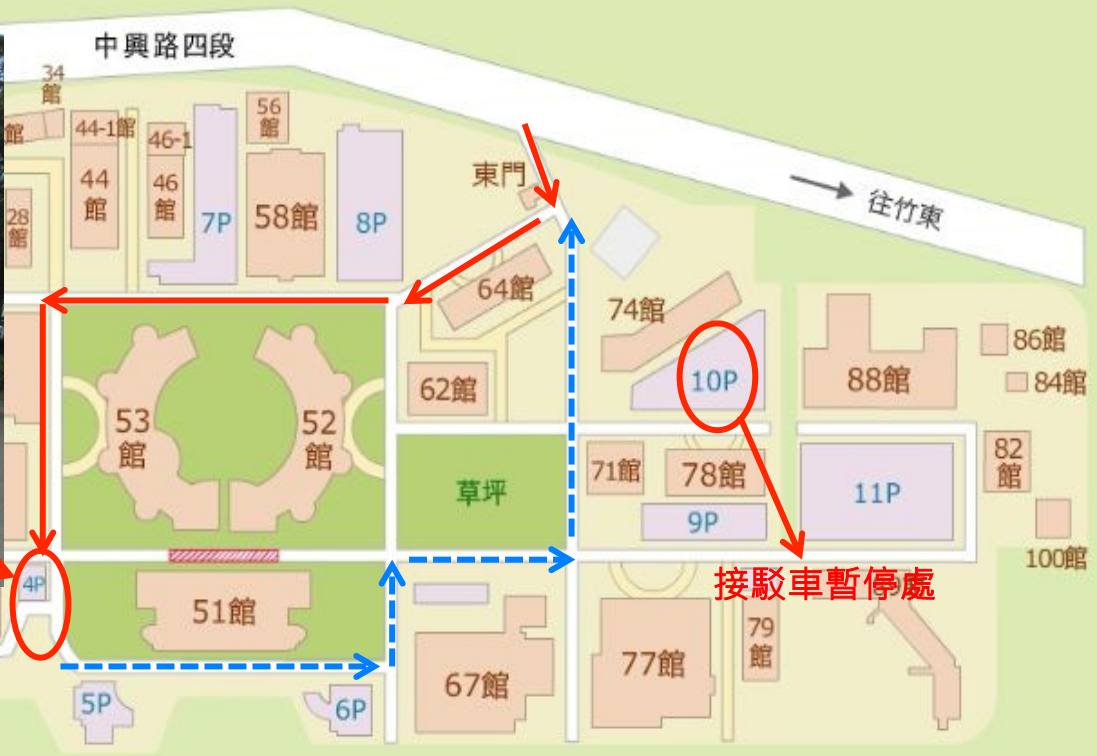 中興路四段
往竹東
34
館
44-1館
館
46-1
56
館
東門
44
館
46
館
28
館
7P
58館
8P
64館
74館
10P
88館
86館
84館
62館
53
館
52
館
草坪
71館
78館
9P
11P
82
館
100館
4P
51館
接駁車暫停處
79
館
67館
77館
5P
6P